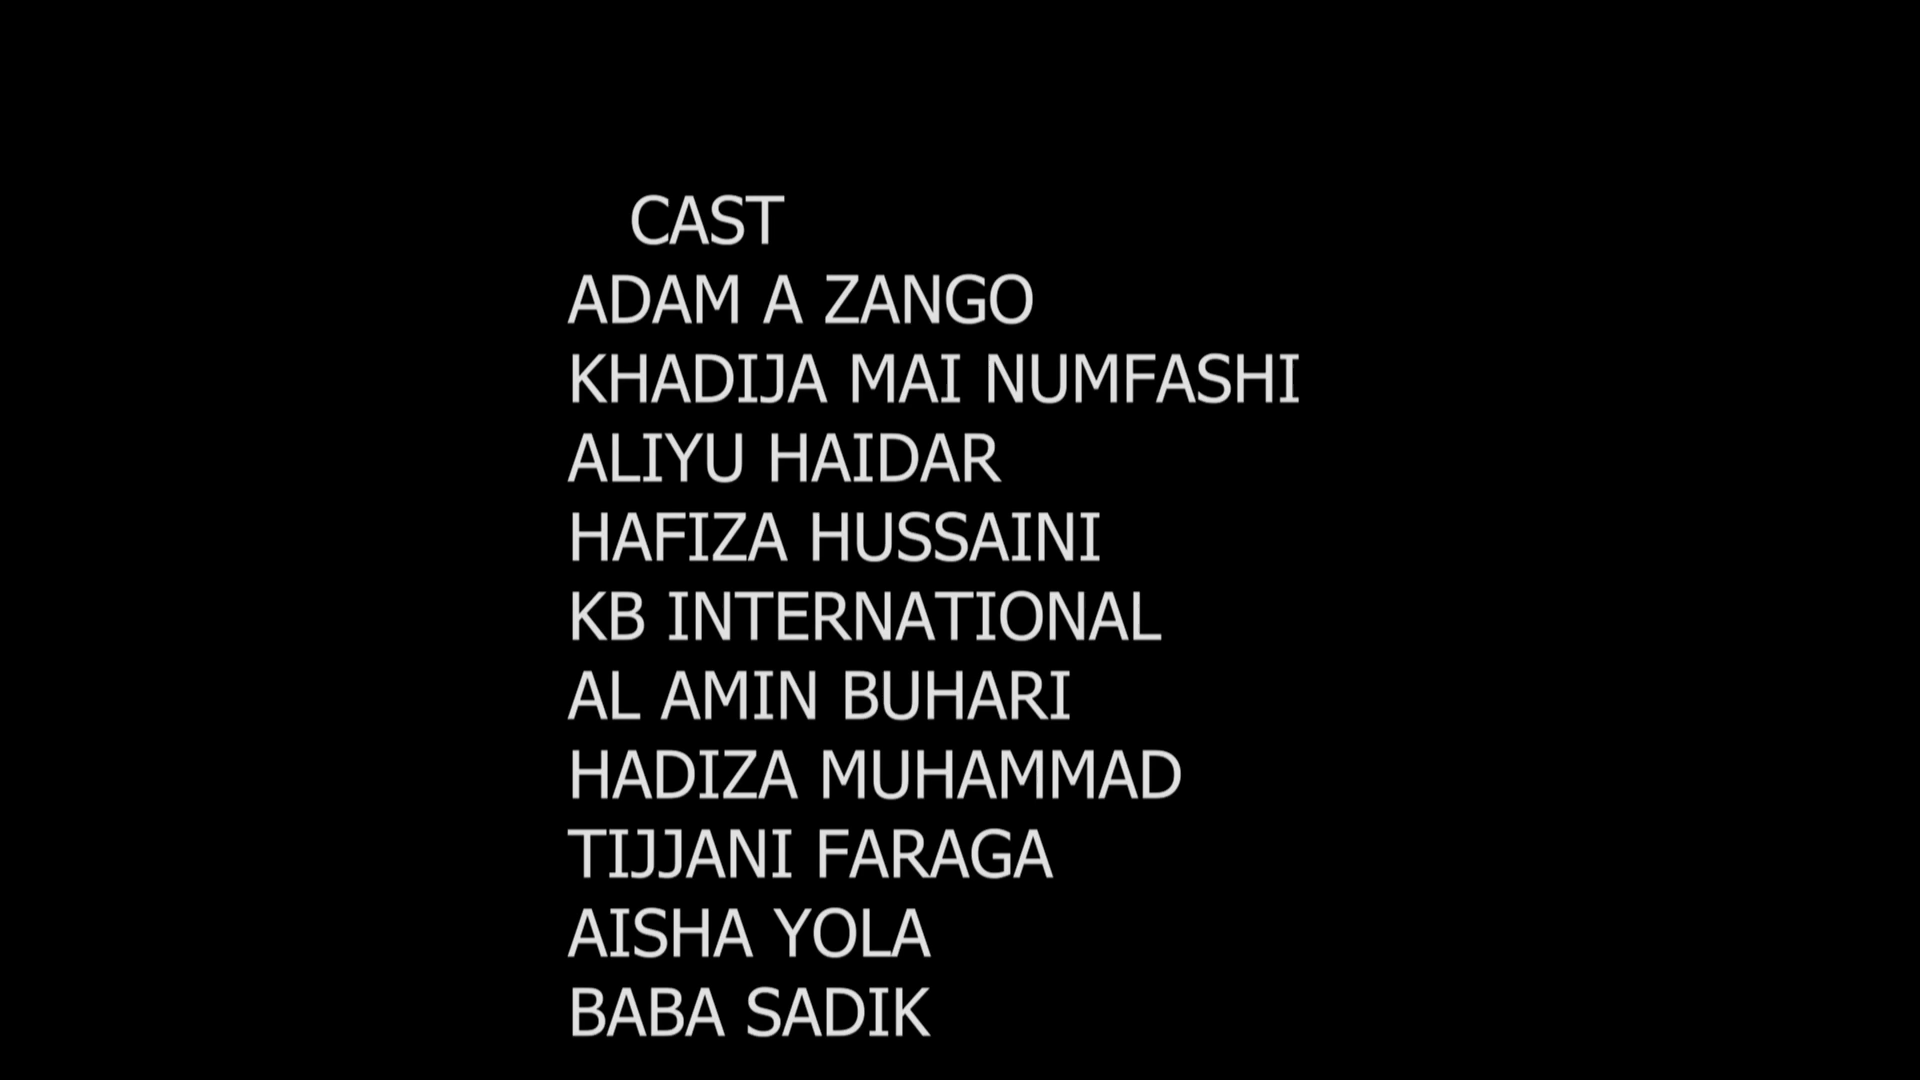 CAST
ADAM A ZANGO
KHADIJA MAI NUMFASHI
ALIYU HAIDAR
HAFIZA HUSSAINI
KB INTERNATIONAL
AL AMIN BUHARI
HADIZA MUHAMMAD
TIJJANI FARAGA
AISHA YOLA
BABA SADIK